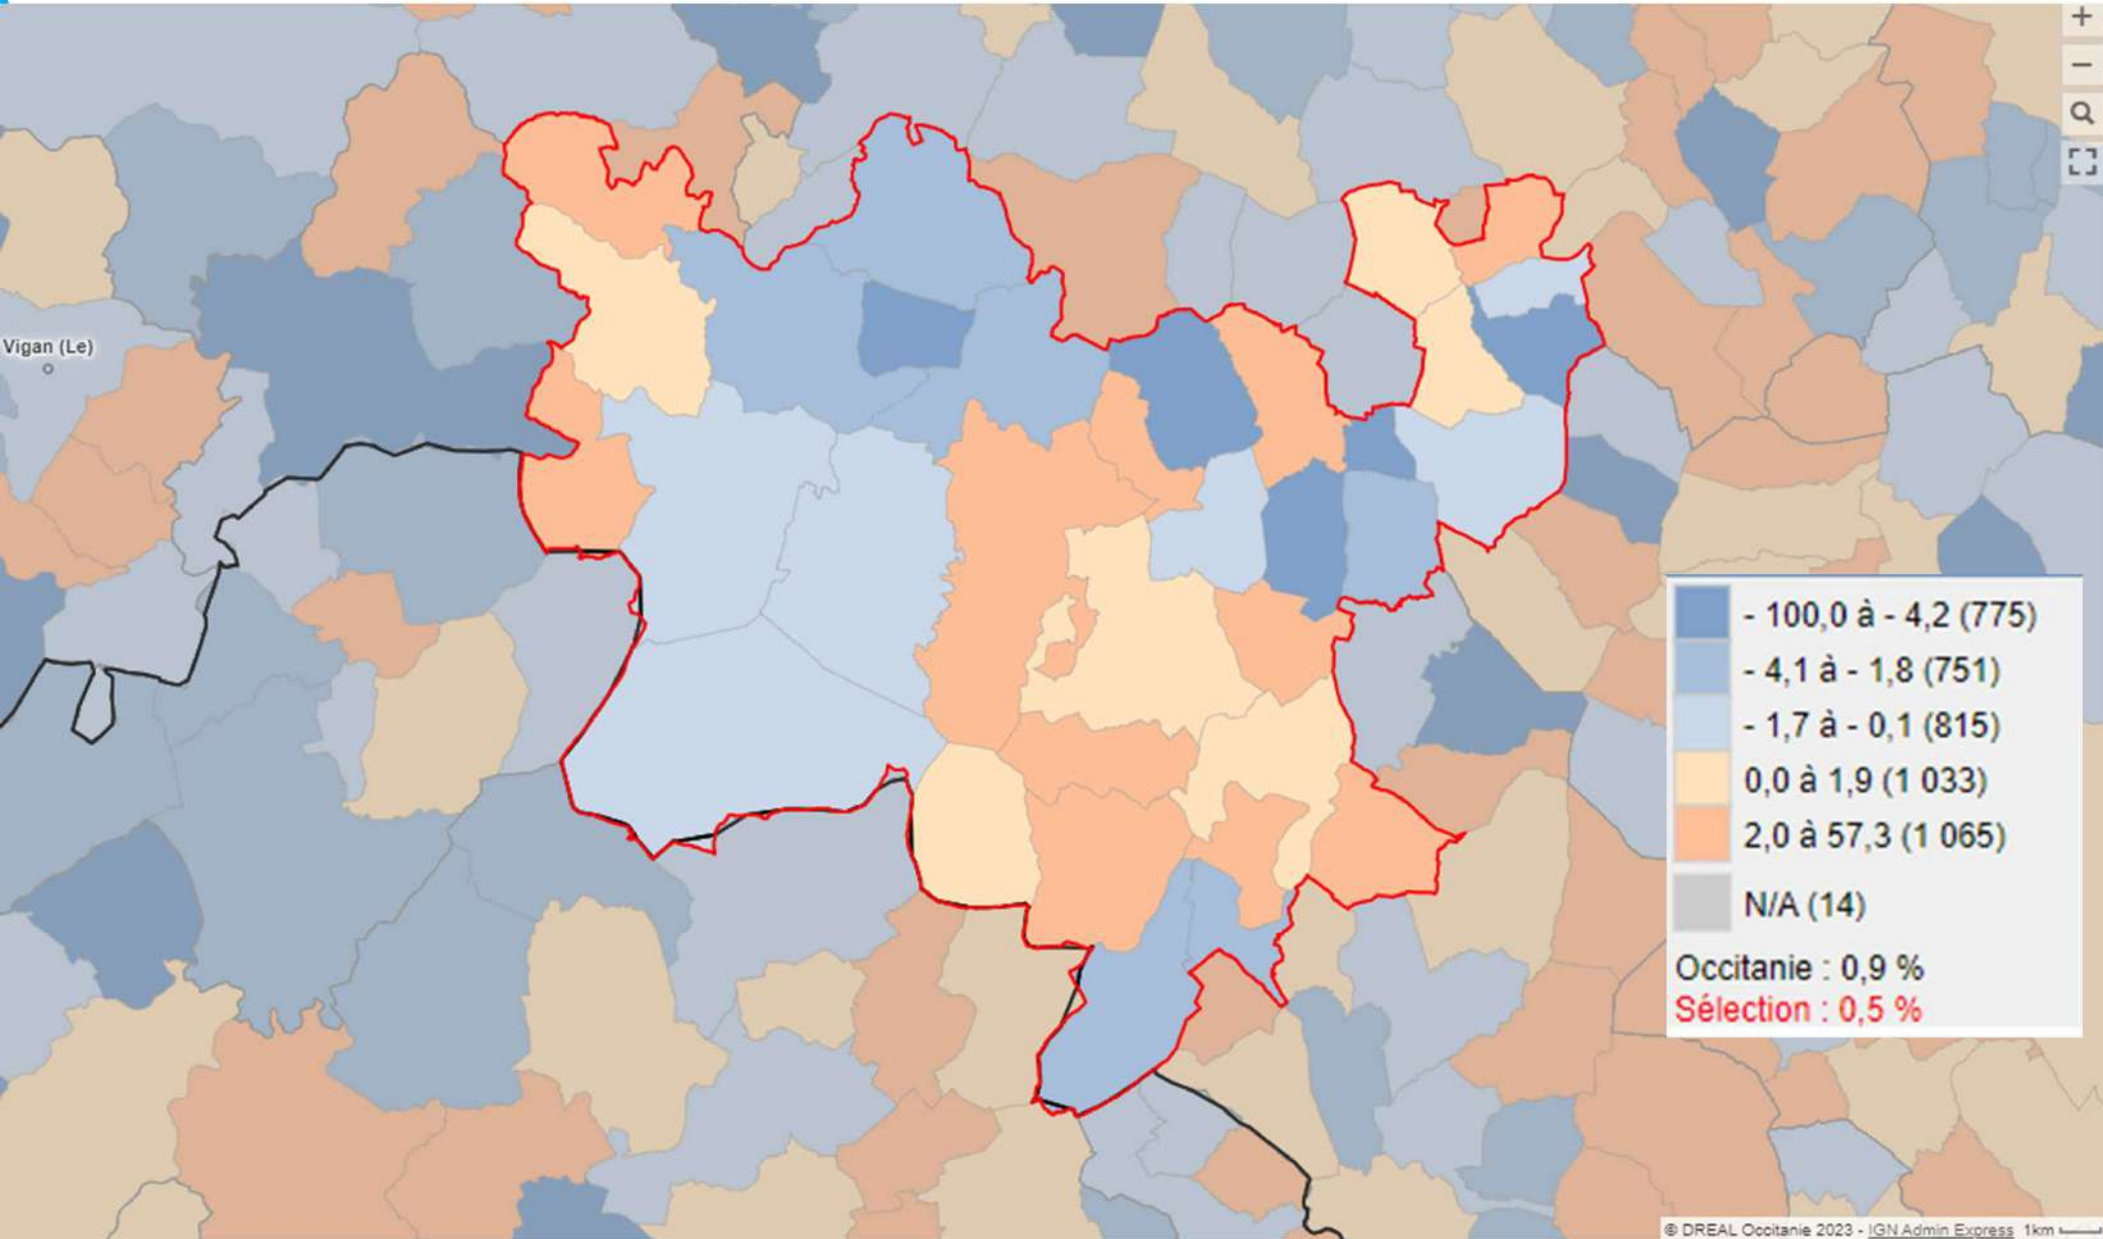 +
−
Vigan (Le)
- 100,0 à - 4,2 (775)
- 4,1 à - 1,8 (751)
- 1,7 à - 0,1 (815)
0,0 à 1,9 (1 033)
2,0 à 57,3 (1 065)
N/A (14)
Occitanie : 0,9 %
Sélection : 0,5 %
© DREAL Occitanie 2023 - IGN Admin Express 1km